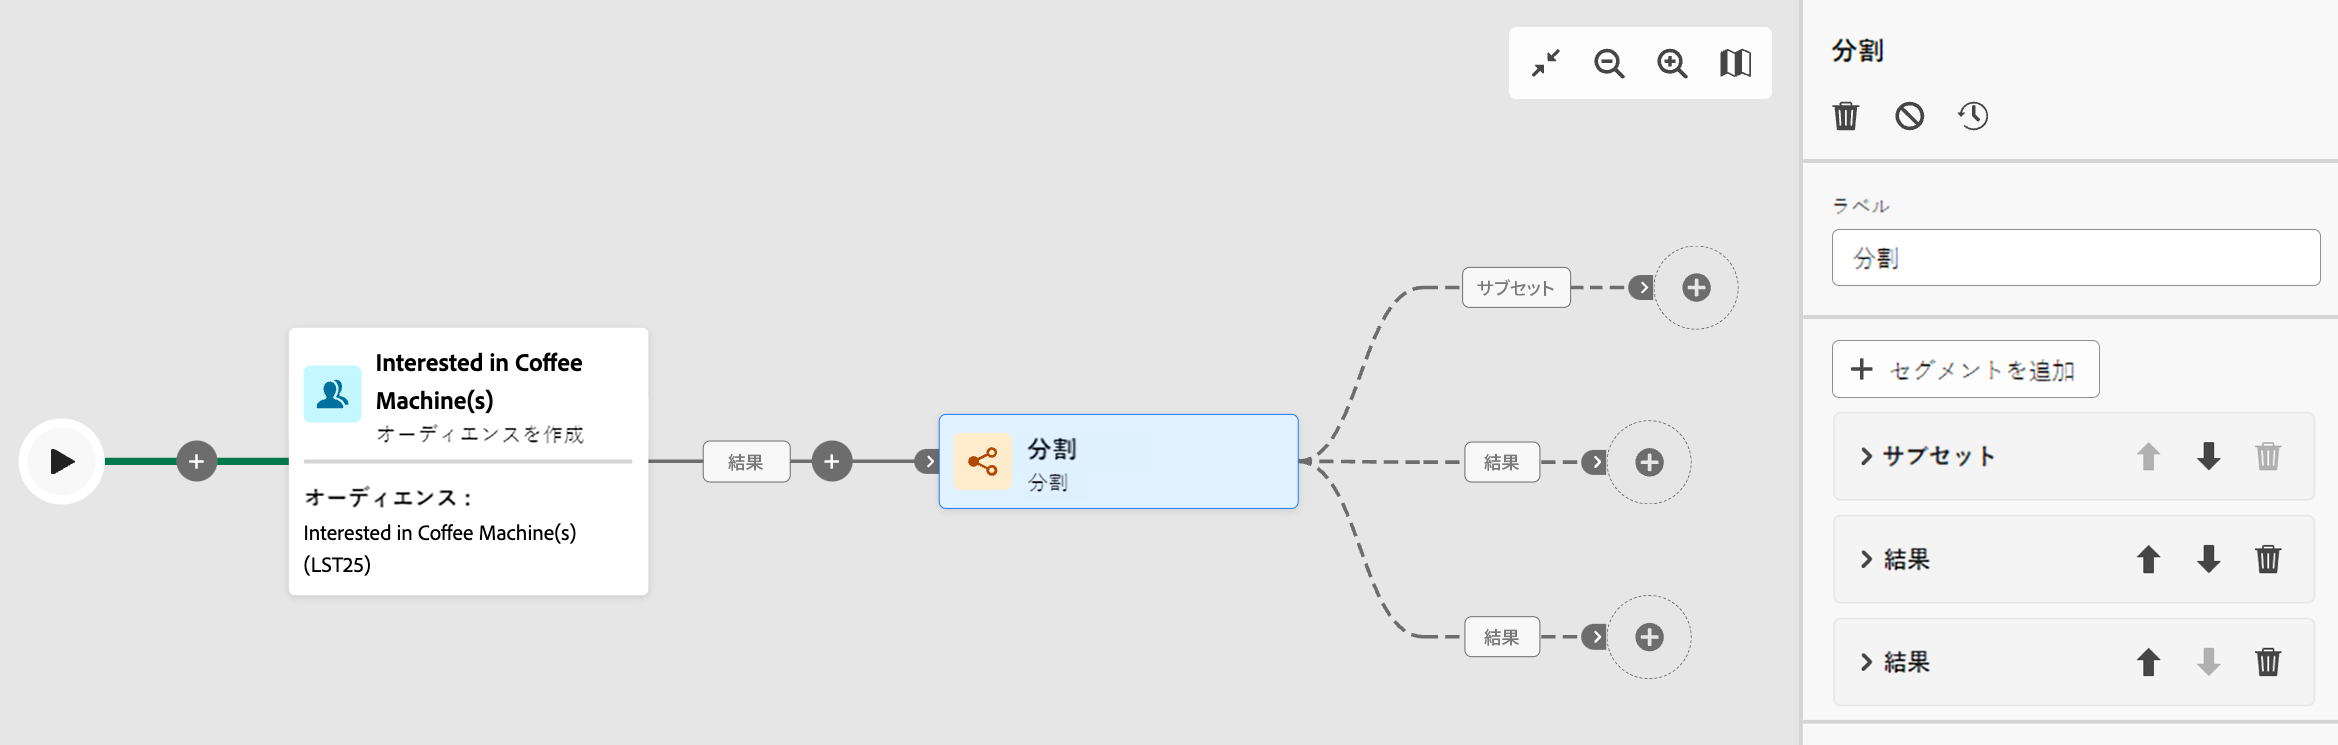 Interested in Coffee
Machine(s)
オーディエンスを作成
オーディエンス：
Interested in Coffee Machine(s)
(LST25)
結果
分割
分割
サブセット
結果
結果
分割
ラベル
分割
セグメントを追加
サブセット
結果
結果